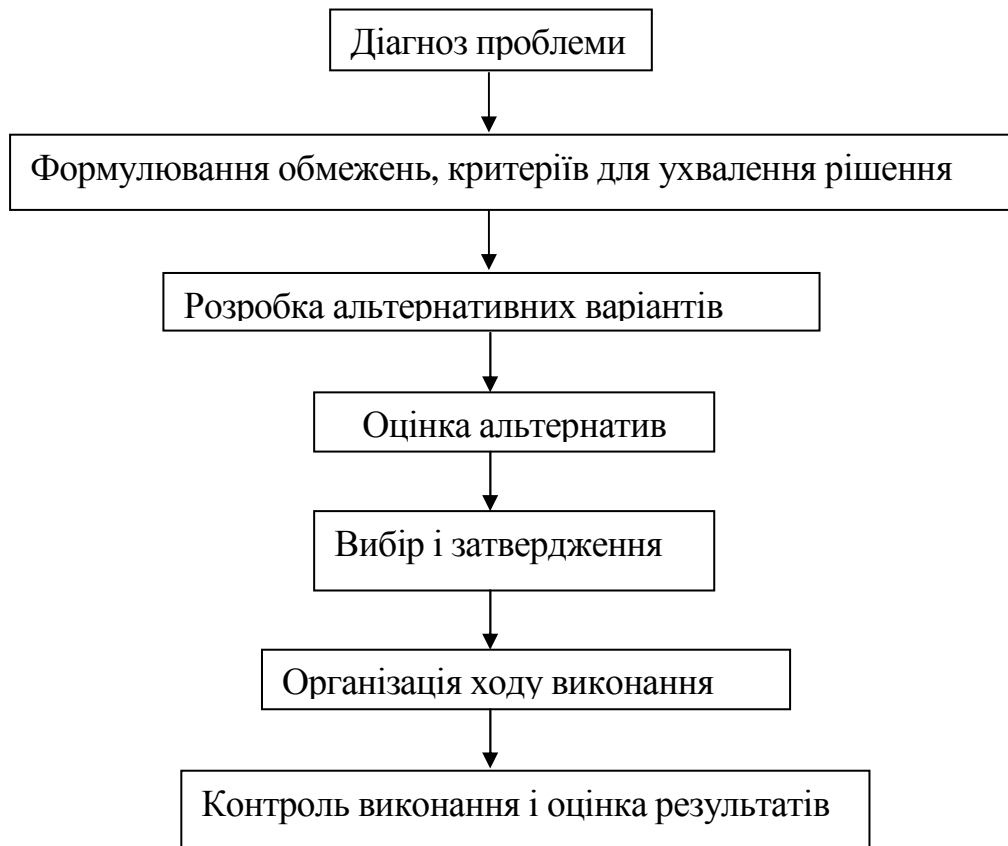 Діагноз проблеми
Формулювання обмежень, критеріїв для ухвалення рішення
Розробка альтернативних варіантів
Оцінка альтернатив
Вибір і затвердження
Організація ходу виконання
Контроль виконання і оцінка результатів